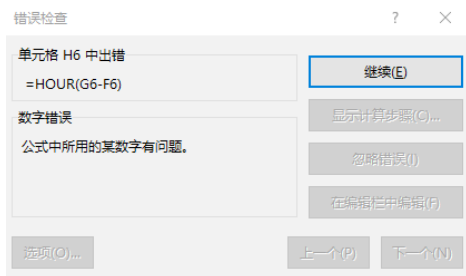 错误检查
? ×
单元格 H6 中出错
=HOUR(G6-F6)
继续(E)
数字错误
公式中所用的某数字有问题。
显示计算步骤(C)...
忽略错误(I)
在编辑栏中编辑(F)
选项(O)...
上一个(P)
下一个(N)